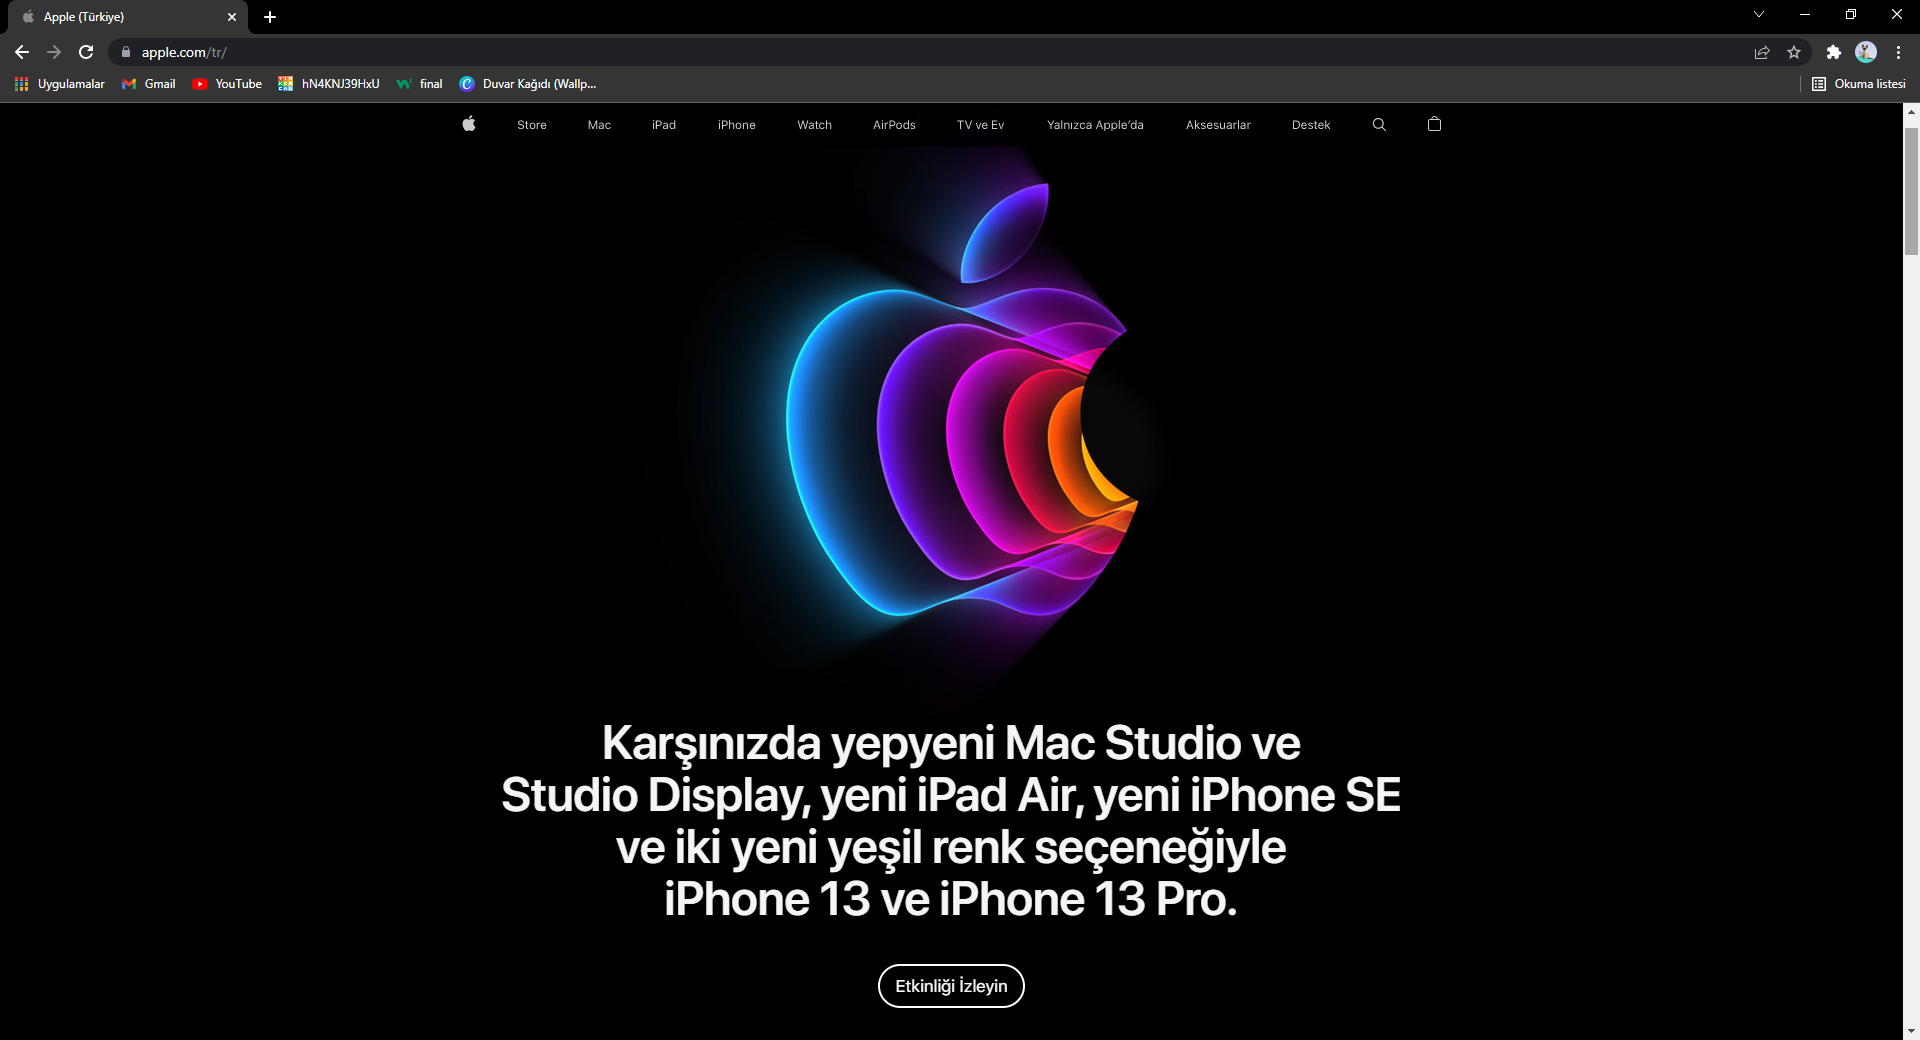 Apple (Türkiye)
apple.com/tr/
Uygulamalar Gmail YouTube hN4KNJ39HxU final Duvar Kağıdı (Wallp... Okuma listesi
Store Mac iPad iPhone Watch AirPods TV ve Ev Yalnızca Apple'da Aksesuarlar Destek
Karşınızda yepyeni Mac Studio ve
Studio Display, yeni iPad Air, yeni iPhone SE
ve iki yeni yeşil renk seçeneğiyle
iPhone 13 ve iPhone 13 Pro.
Etkinliği İzleyin